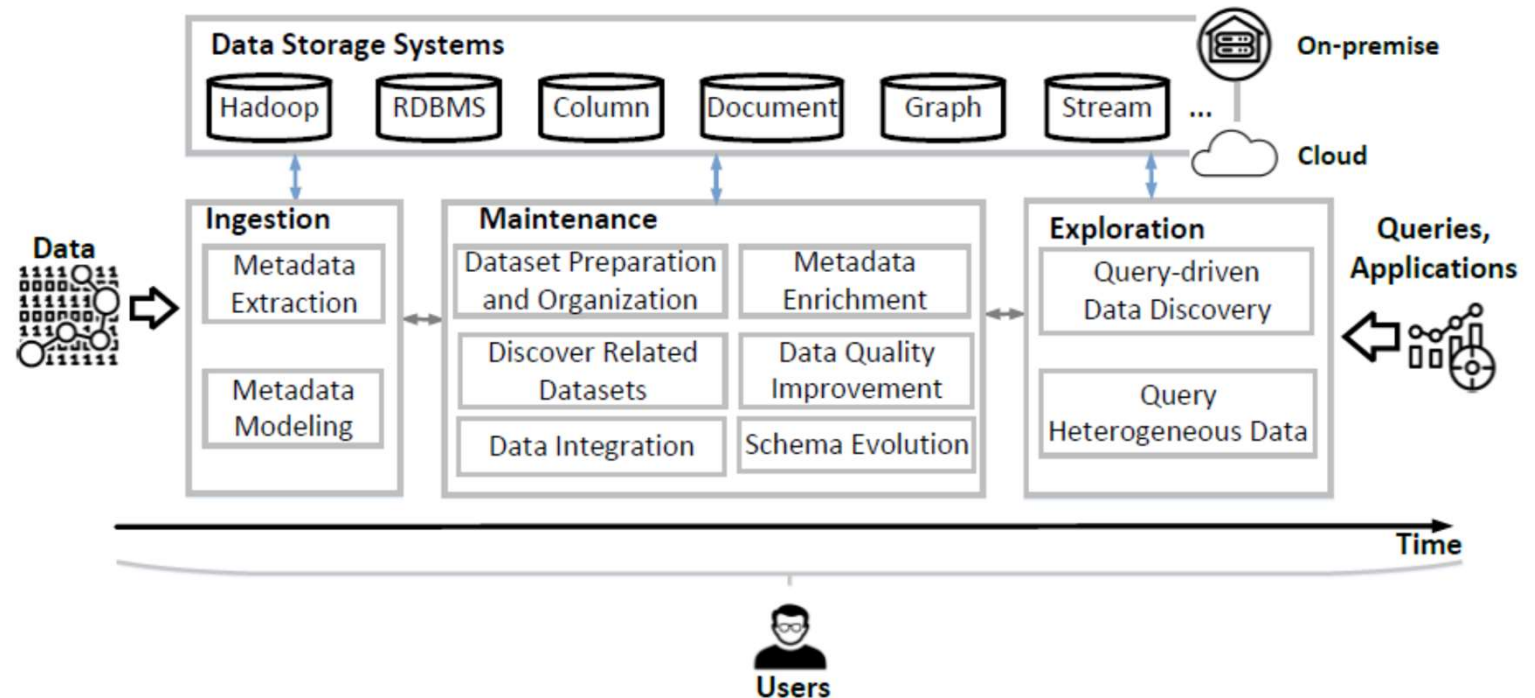 Data Storage Systems
On-premise
Hadoop
RDBMS
Column
Document
Graph
Stream
...
Cloud
Data
Ingestion
Metadata
Extraction
Metadata
Modeling
Maintenance
Dataset Preparation
and Organization
Metadata
Enrichment
Discover Related
Datasets
Data Quality
Improvement
Data Integration
Schema Evolution
Exploration
Query-driven
Data Discovery
Query
Heterogeneous Data
Queries,
Applications
Time
Users